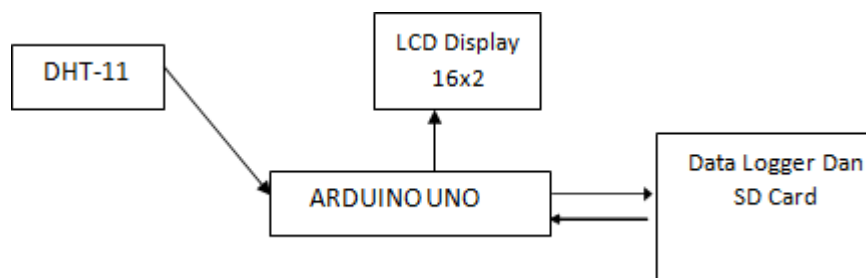 LCD Display
16x2
DHT-11
Data Logger Dan
SD Card
ARDUINO UNO